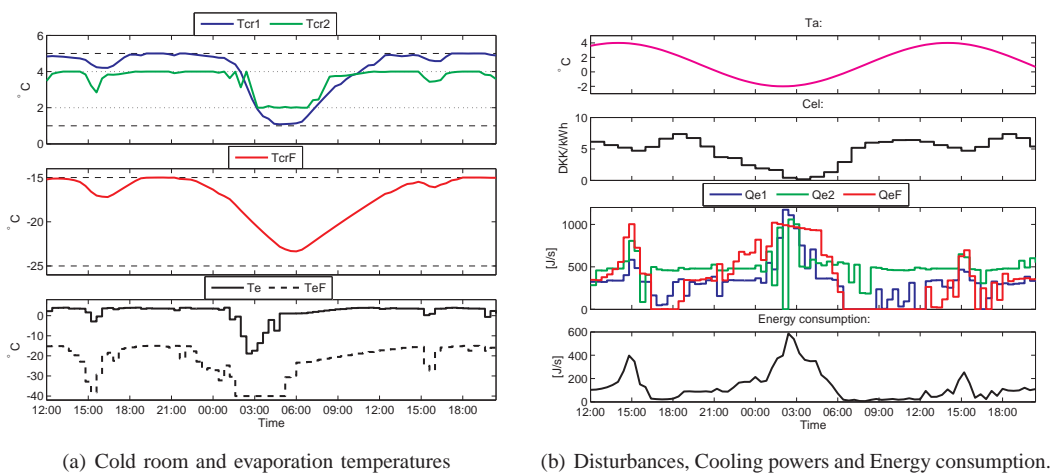 Tcr1 Tcr2
6
4
2
0
° C
TcrF
-15
-20
-25
° C
Te TeF
0
-10
-20
-30
-40
° C
12:00 15:00 18:00 21:00 00:00 03:00 06:00 09:00 12:00 15:00 18:00
Time
(a) Cold room and evaporation temperatures
Ta:
4
2
0
-2
° C
Cel:
10
5
0
DKK/kWh
Qe1 Qe2 QeF
1000
500
0
[J/s]
Energy consumption:
600
400
200
0
[J/s]
12:00 15:00 18:00 21:00 00:00 03:00 06:00 09:00 12:00 15:00 18:00
Time
(b) Disturbances, Cooling powers and Energy consumption.